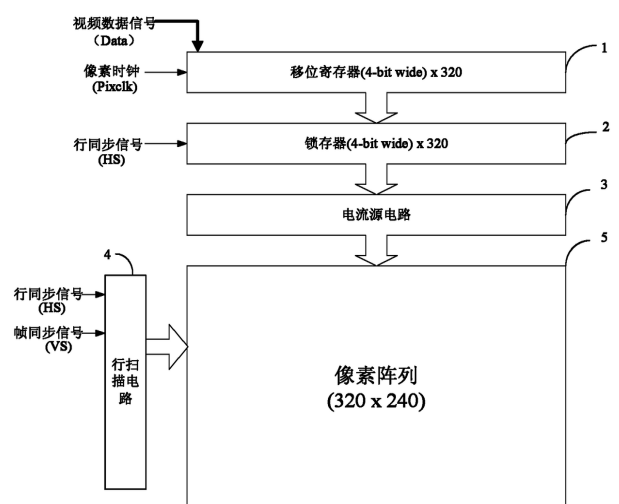 视频数据信号
（Data）
1
像素时钟
(Pixclk)
移位寄存器(4-bit wide) x 320
2
行同步信号
(HS)
锁存器(4-bit wide) x 320
3
电流源电路
4
5
行同步信号
(HS)
帧同步信号
(VS)
行扫
描电
路
像素阵列
(320 x 240)